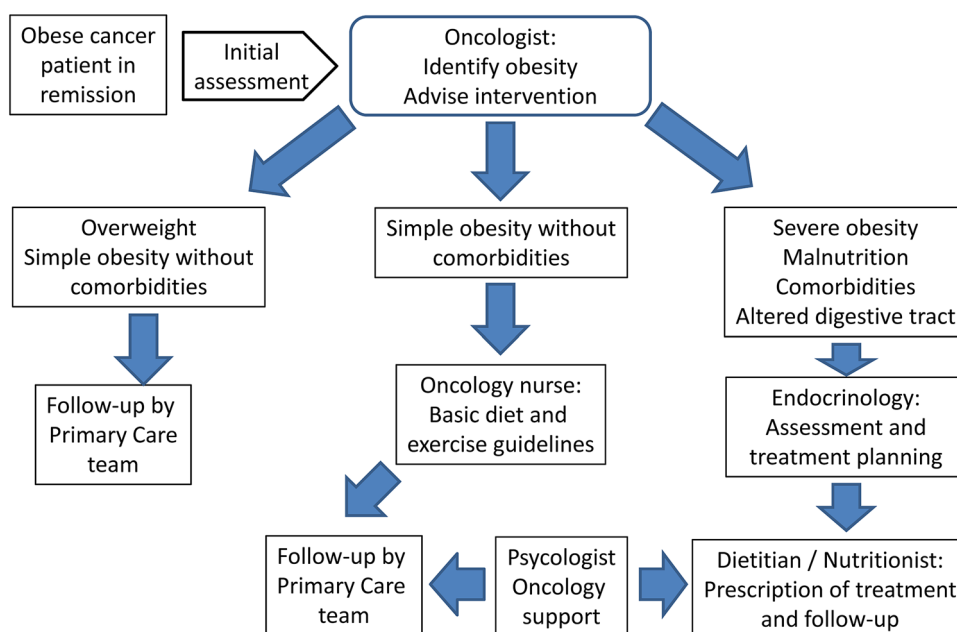 Obese cancer
patient in
remission
Initial
assessment
Oncologist:
Identify obesity
Advise intervention
Overweight
Simple obesity without
comorbidities
Simple obesity without
comorbidities
Severe obesity
Malnutrition
Comorbidities
Altered digestive tract
Follow-up by
Primary Care
team
Oncology nurse:
Basic diet and
exercise guidelines
Endocrinology:
Assessment and
treatment planning
Follow-up by
Primary Care
team
Psycologist
Oncology
support
Dietitian / Nutritionist:
Prescription of treatment
and follow-up